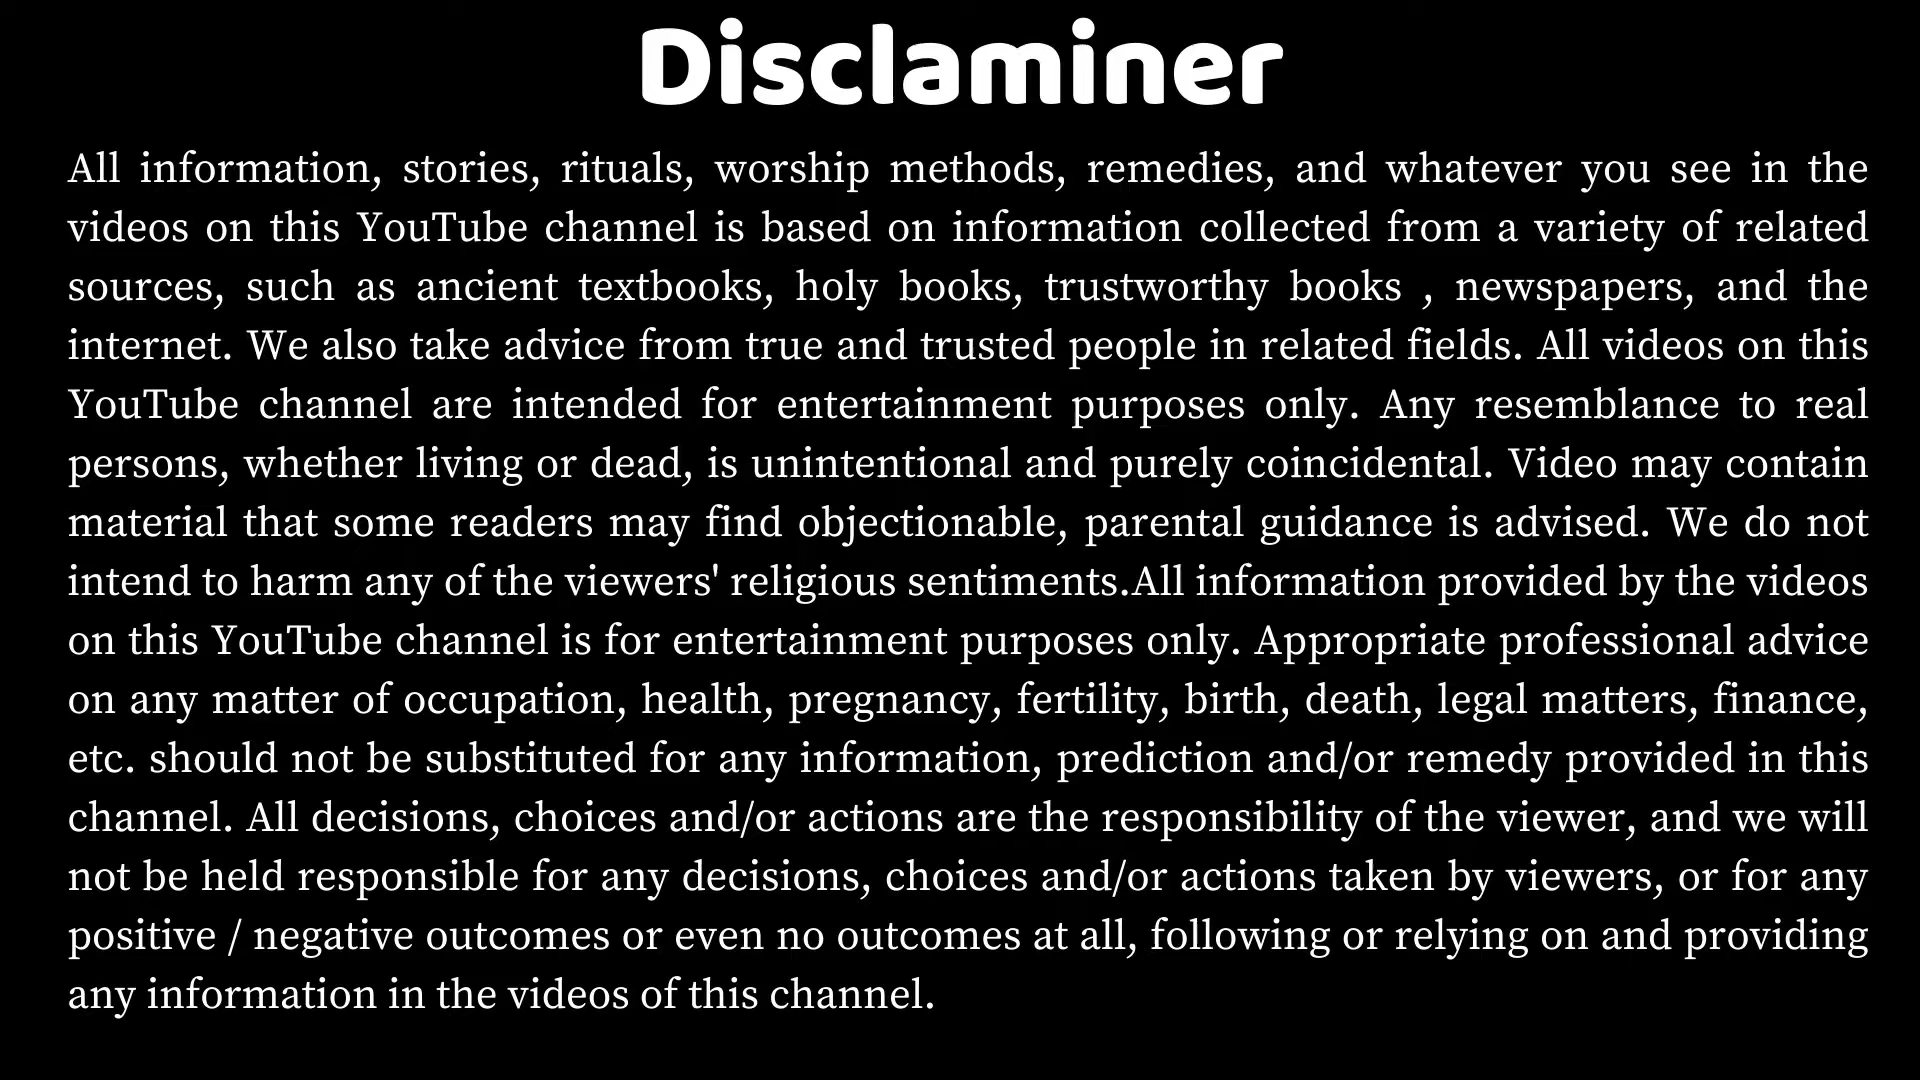 Disclaminer
All information, stories, rituals, worship methods, remedies, and whatever you see in the
videos on this YouTube channel is based on information collected from a variety of related
sources, such as ancient textbooks, holy books, trustworthy books , newspapers, and the
internet. We also take advice from true and trusted people in related fields. All videos on this
YouTube channel are intended for entertainment purposes only. Any resemblance to real
persons, whether living or dead, is unintentional and purely coincidental. Video may contain
material that some readers may find objectionable, parental guidance is advised. We do not
intend to harm any of the viewers' religious sentiments.All information provided by the videos
on this YouTube channel is for entertainment purposes only. Appropriate professional advice
on any matter of occupation, health, pregnancy, fertility, birth, death, legal matters, finance,
etc. should not be substituted for any information, prediction and/or remedy provided in this
channel. All decisions, choices and/or actions are the responsibility of the viewer, and we will
not be held responsible for any decisions, choices and/or actions taken by viewers, or for any
positive / negative outcomes or even no outcomes at all, following or relying on and providing
any information in the videos of this channel.